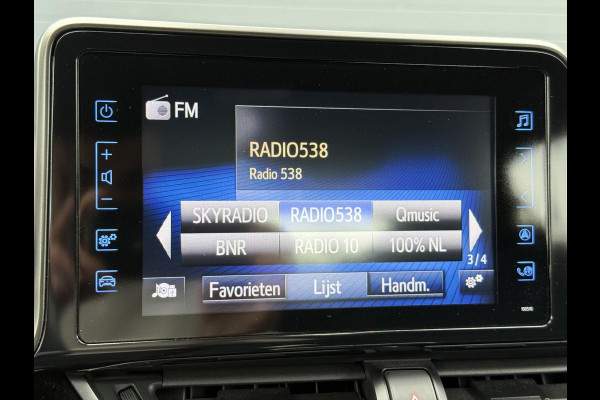 FM
RADIO538
Radio 538
SKYRADIO RADIO538 Qmusic
BNR RADIO 10 100% NL
3/4
Favorieten Lijst Handm.